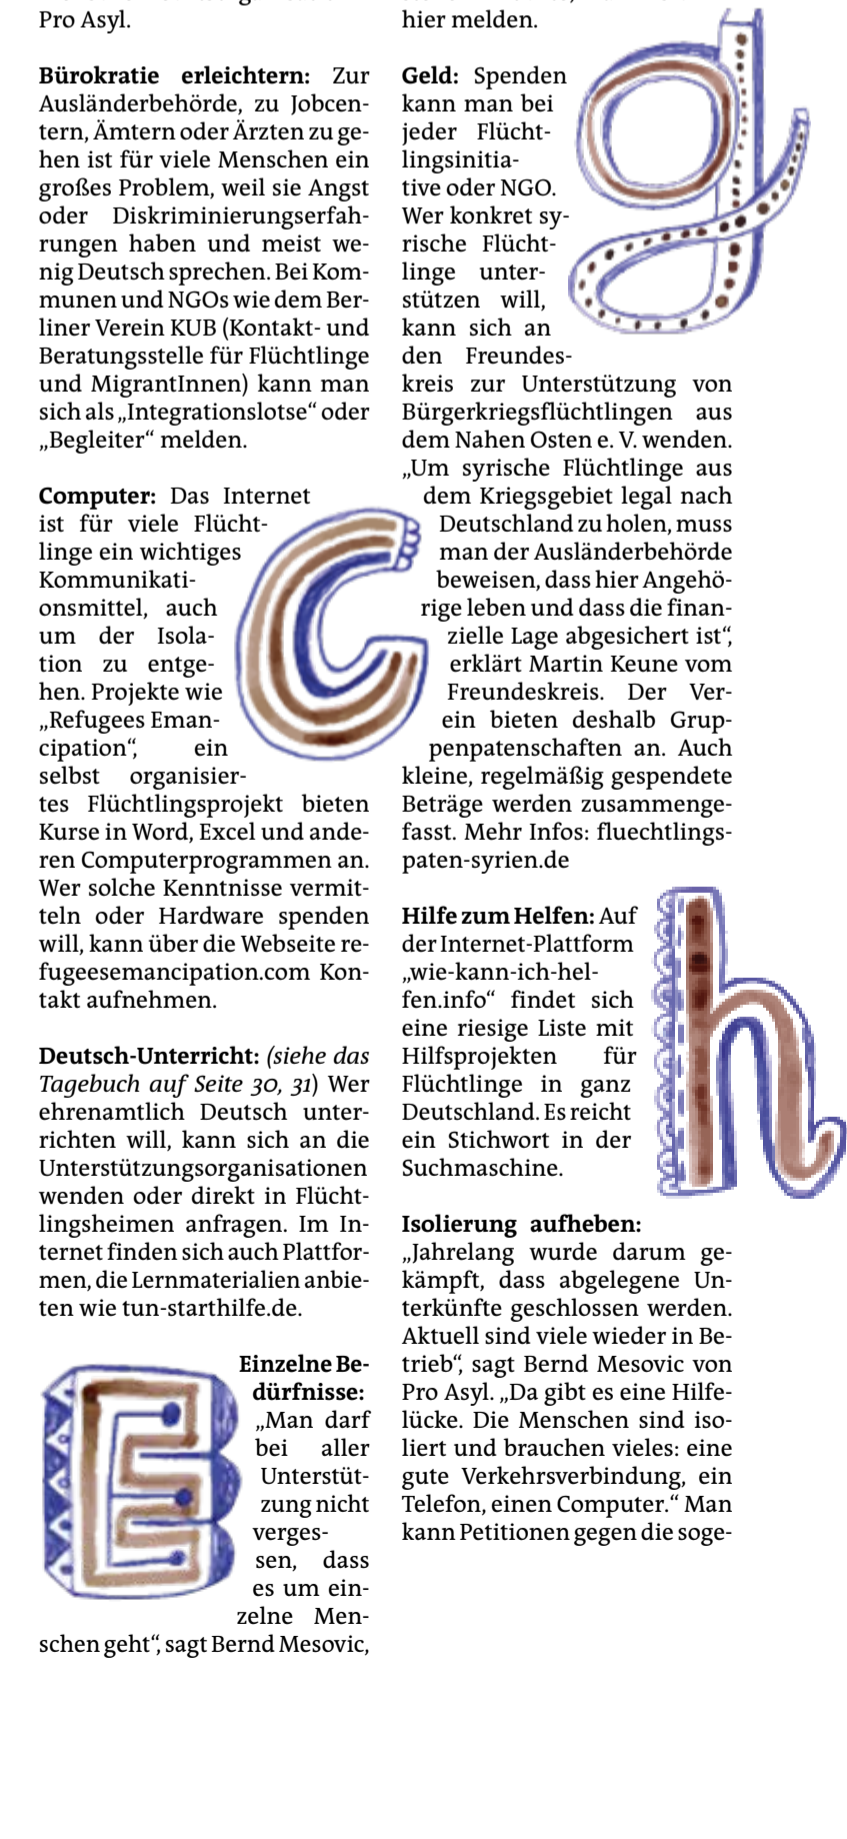 Pro Asyl.
Bürokratie erleichtern: Zur
Ausländerbehörde, zu Jobcen-
tern, Ämtern oder Ärzten zu ge-
hen ist für viele Menschen ein
großes Problem, weil sie Angst
oder Diskriminierungserfah-
rungen haben und meist we-
nig Deutsch sprechen. Bei Kom-
munen und NGOs wie dem Ber-
liner Verein KUB (Kontakt- und
Beratungsstelle für Flüchtlinge
und MigrantInnen) kann man
sich als „Integrationslotse“ oder
„Begleiter“ melden.
Computer: Das Internet
ist für viele Flücht-
linge ein wichtiges
Kommunikati-
onsmittel, auch
um der Isola-
tion zu entge-
hen. Projekte wie
„Refugees Eman-
cipation“, ein
selbst organisier-
tes Flüchtlingsprojekt bieten
Kurse in Word, Excel und ande-
ren Computerprogrammen an.
Wer solche Kenntnisse vermit-
teln oder Hardware spenden
will, kann über die Webseite re-
fugeesemancipation.com Kon-
takt aufnehmen.
C
Deutsch-Unterricht: (siehe das
Tagebuch auf Seite 30, 31) Wer
ehrenamtlich Deutsch unter-
richten will, kann sich an die
Unterstützungsorganisationen
wenden oder direkt in Flücht-
lingsheimen anfragen. Im In-
ternet finden sich auch Plattfor-
men, die Lernmaterialien anbie-
ten wie tun-starthilfe.de.
E
Einzelne Be-
dürfnisse:
„Man darf
bei aller
Unterstüt-
zung nicht
verges-
sen, dass
es um ein-
zelne Men-
schen geht“, sagt Bernd Mesovic,
hier melden.
Geld: Spenden
kann man bei
jeder Flücht-
lingsinitia-
tive oder NGO.
Wer konkret sy-
rische Flücht-
linge unter-
stützen will,
kann sich an
den Freundes-
kreis zur Unterstützung von
Bürgerkriegsflüchtlingen aus
dem Nahen Osten e. V. wenden.
„Um syrische Flüchtlinge aus
dem Kriegsgebiet legal nach
Deutschland zu holen, muss
man der Ausländerbehörde
beweisen, dass hier Angehö-
rige leben und dass die finan-
zielle Lage abgesichert ist“,
erklärt Martin Keune vom
Freundeskreis. Der Ver-
ein bieten deshalb Grup-
penpatenschaften an. Auch
kleine, regelmäßig gespendete
Beträge werden zusammenge-
fasst. Mehr Infos: fluechtlings-
paten-syrien.de
g
Hilfe zum Helfen: Auf
der Internet-Plattform
„wie-kann-ich-hel-
fen.info“ findet sich
eine riesige Liste mit
Hilfsprojekten für
Flüchtlinge in ganz
Deutschland. Es reicht
ein Stichwort in der
Suchmaschine.
h
Isolierung aufheben:
„Jahrelang wurde darum ge-
kämpft, dass abgelegene Un-
terkünfte geschlossen werden.
Aktuell sind viele wieder in Be-
trieb“, sagt Bernd Mesovic von
Pro Asyl. „Da gibt es eine Hilfe-
lücke. Die Menschen sind iso-
liert und brauchen vieles: eine
gute Verkehrsverbindung, ein
Telefon, einen Computer.“ Man
kann Petitionen gegen die soge-